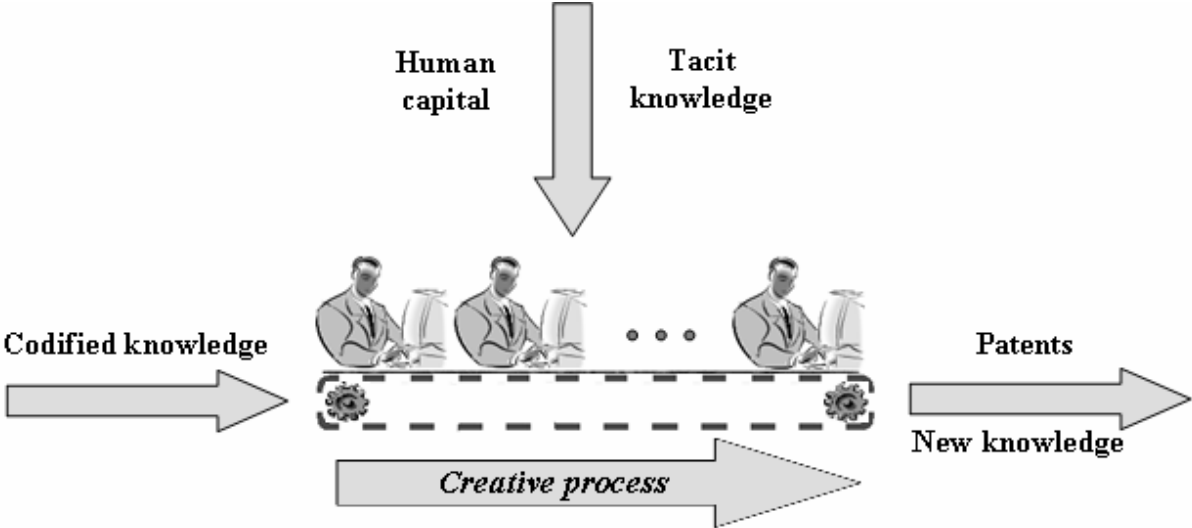 Human
capital
Tacit
knowledge
Codified knowledge
Patents
New knowledge
Creative process